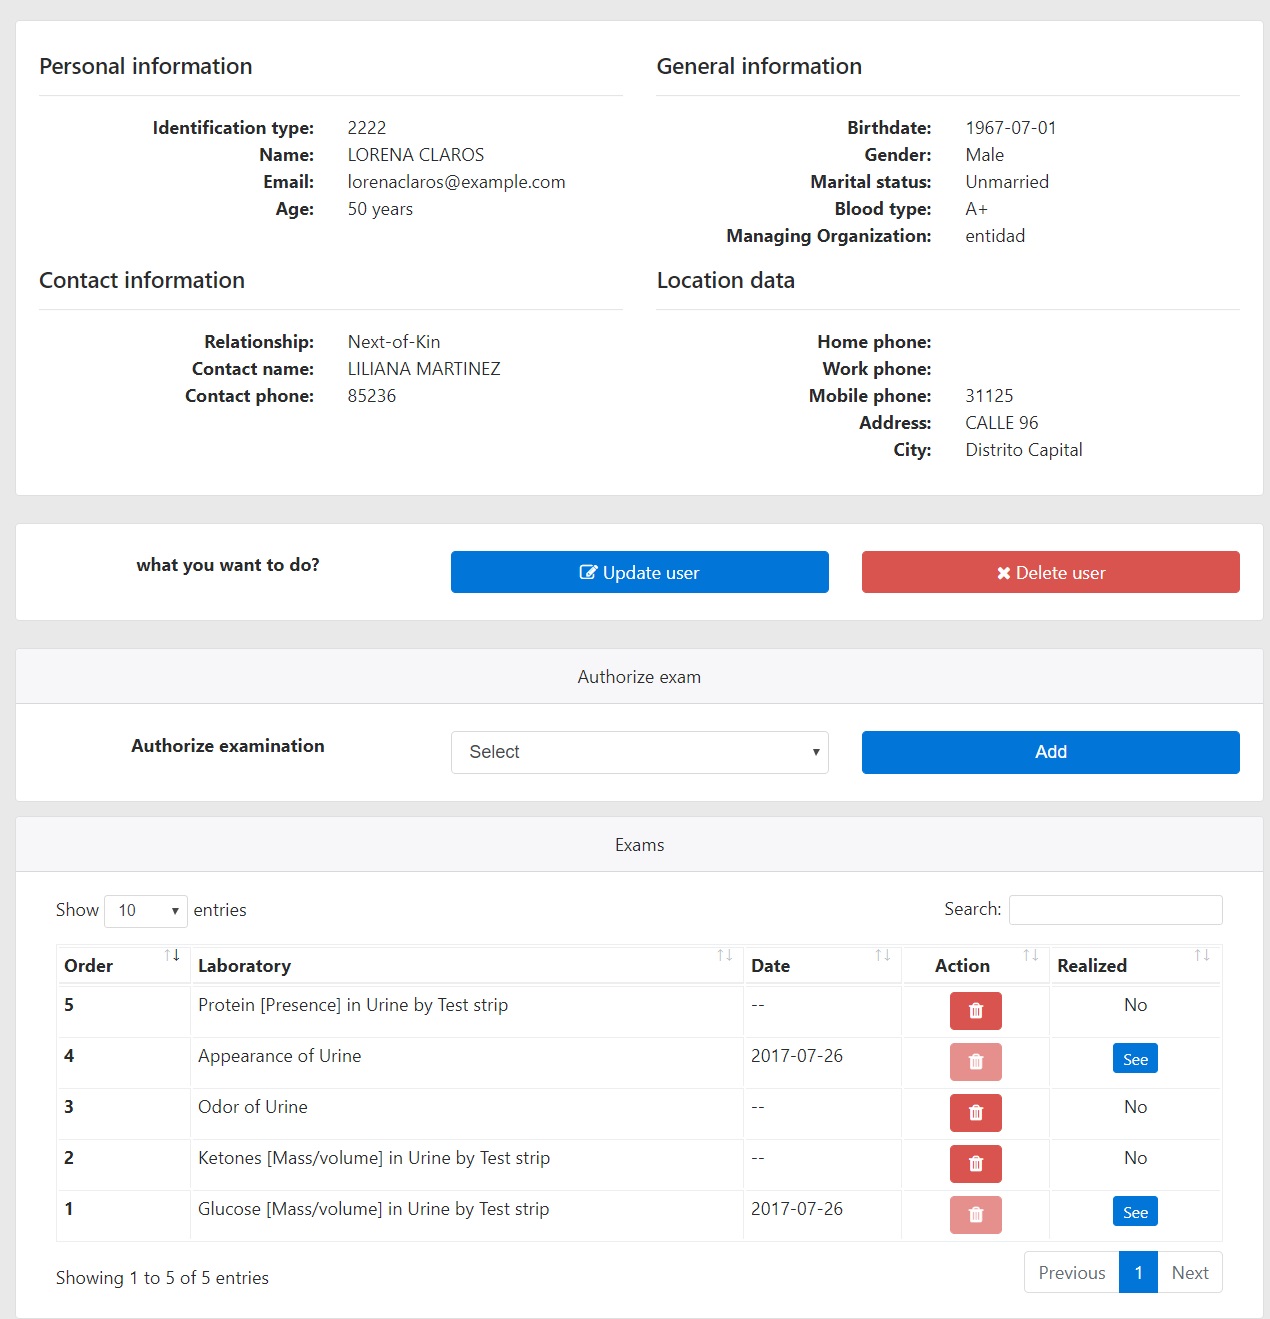 Personal information
Identification type: 2222
Name: LORENA CLAROS
Email: lorenaclaros@example.com
Age: 50 years
General information
Birthdate: 1967-07-01
Gender: Male
Marital status: Unmarried
Blood type: A+
Managing Organization: entidad
Contact information
Relationship: Next-of-Kin
Contact name: LILIANA MARTINEZ
Contact phone: 85236
Location data
Home phone:
Work phone:
Mobile phone: 31125
Address: CALLE 96
City: Distrito Capital
what you want to do? Update user Delete user
Authorize exam
Authorize examination Select Add
Exams
Show 10 entries Search:
Order Laboratory Date Action Realized
5 Protein [Presence] in Urine by Test strip -- No
4 Appearance of Urine 2017-07-26 See
3 Odor of Urine -- No
2 Ketones [Mass/volume] in Urine by Test strip -- No
1 Glucose [Mass/volume] in Urine by Test strip 2017-07-26 See
Showing 1 to 5 of 5 entries Previous 1 Next